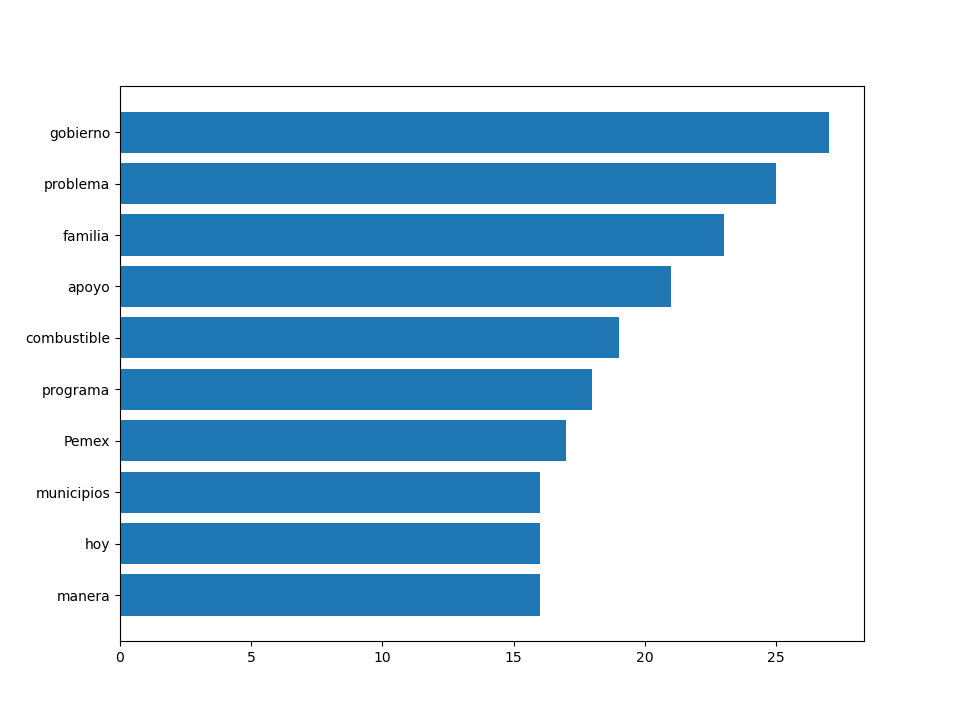 gobierno
problema
familia
apoyo
combustible
programa
Pemex
municipios
hoy
manera
0 5 10 15 20 25